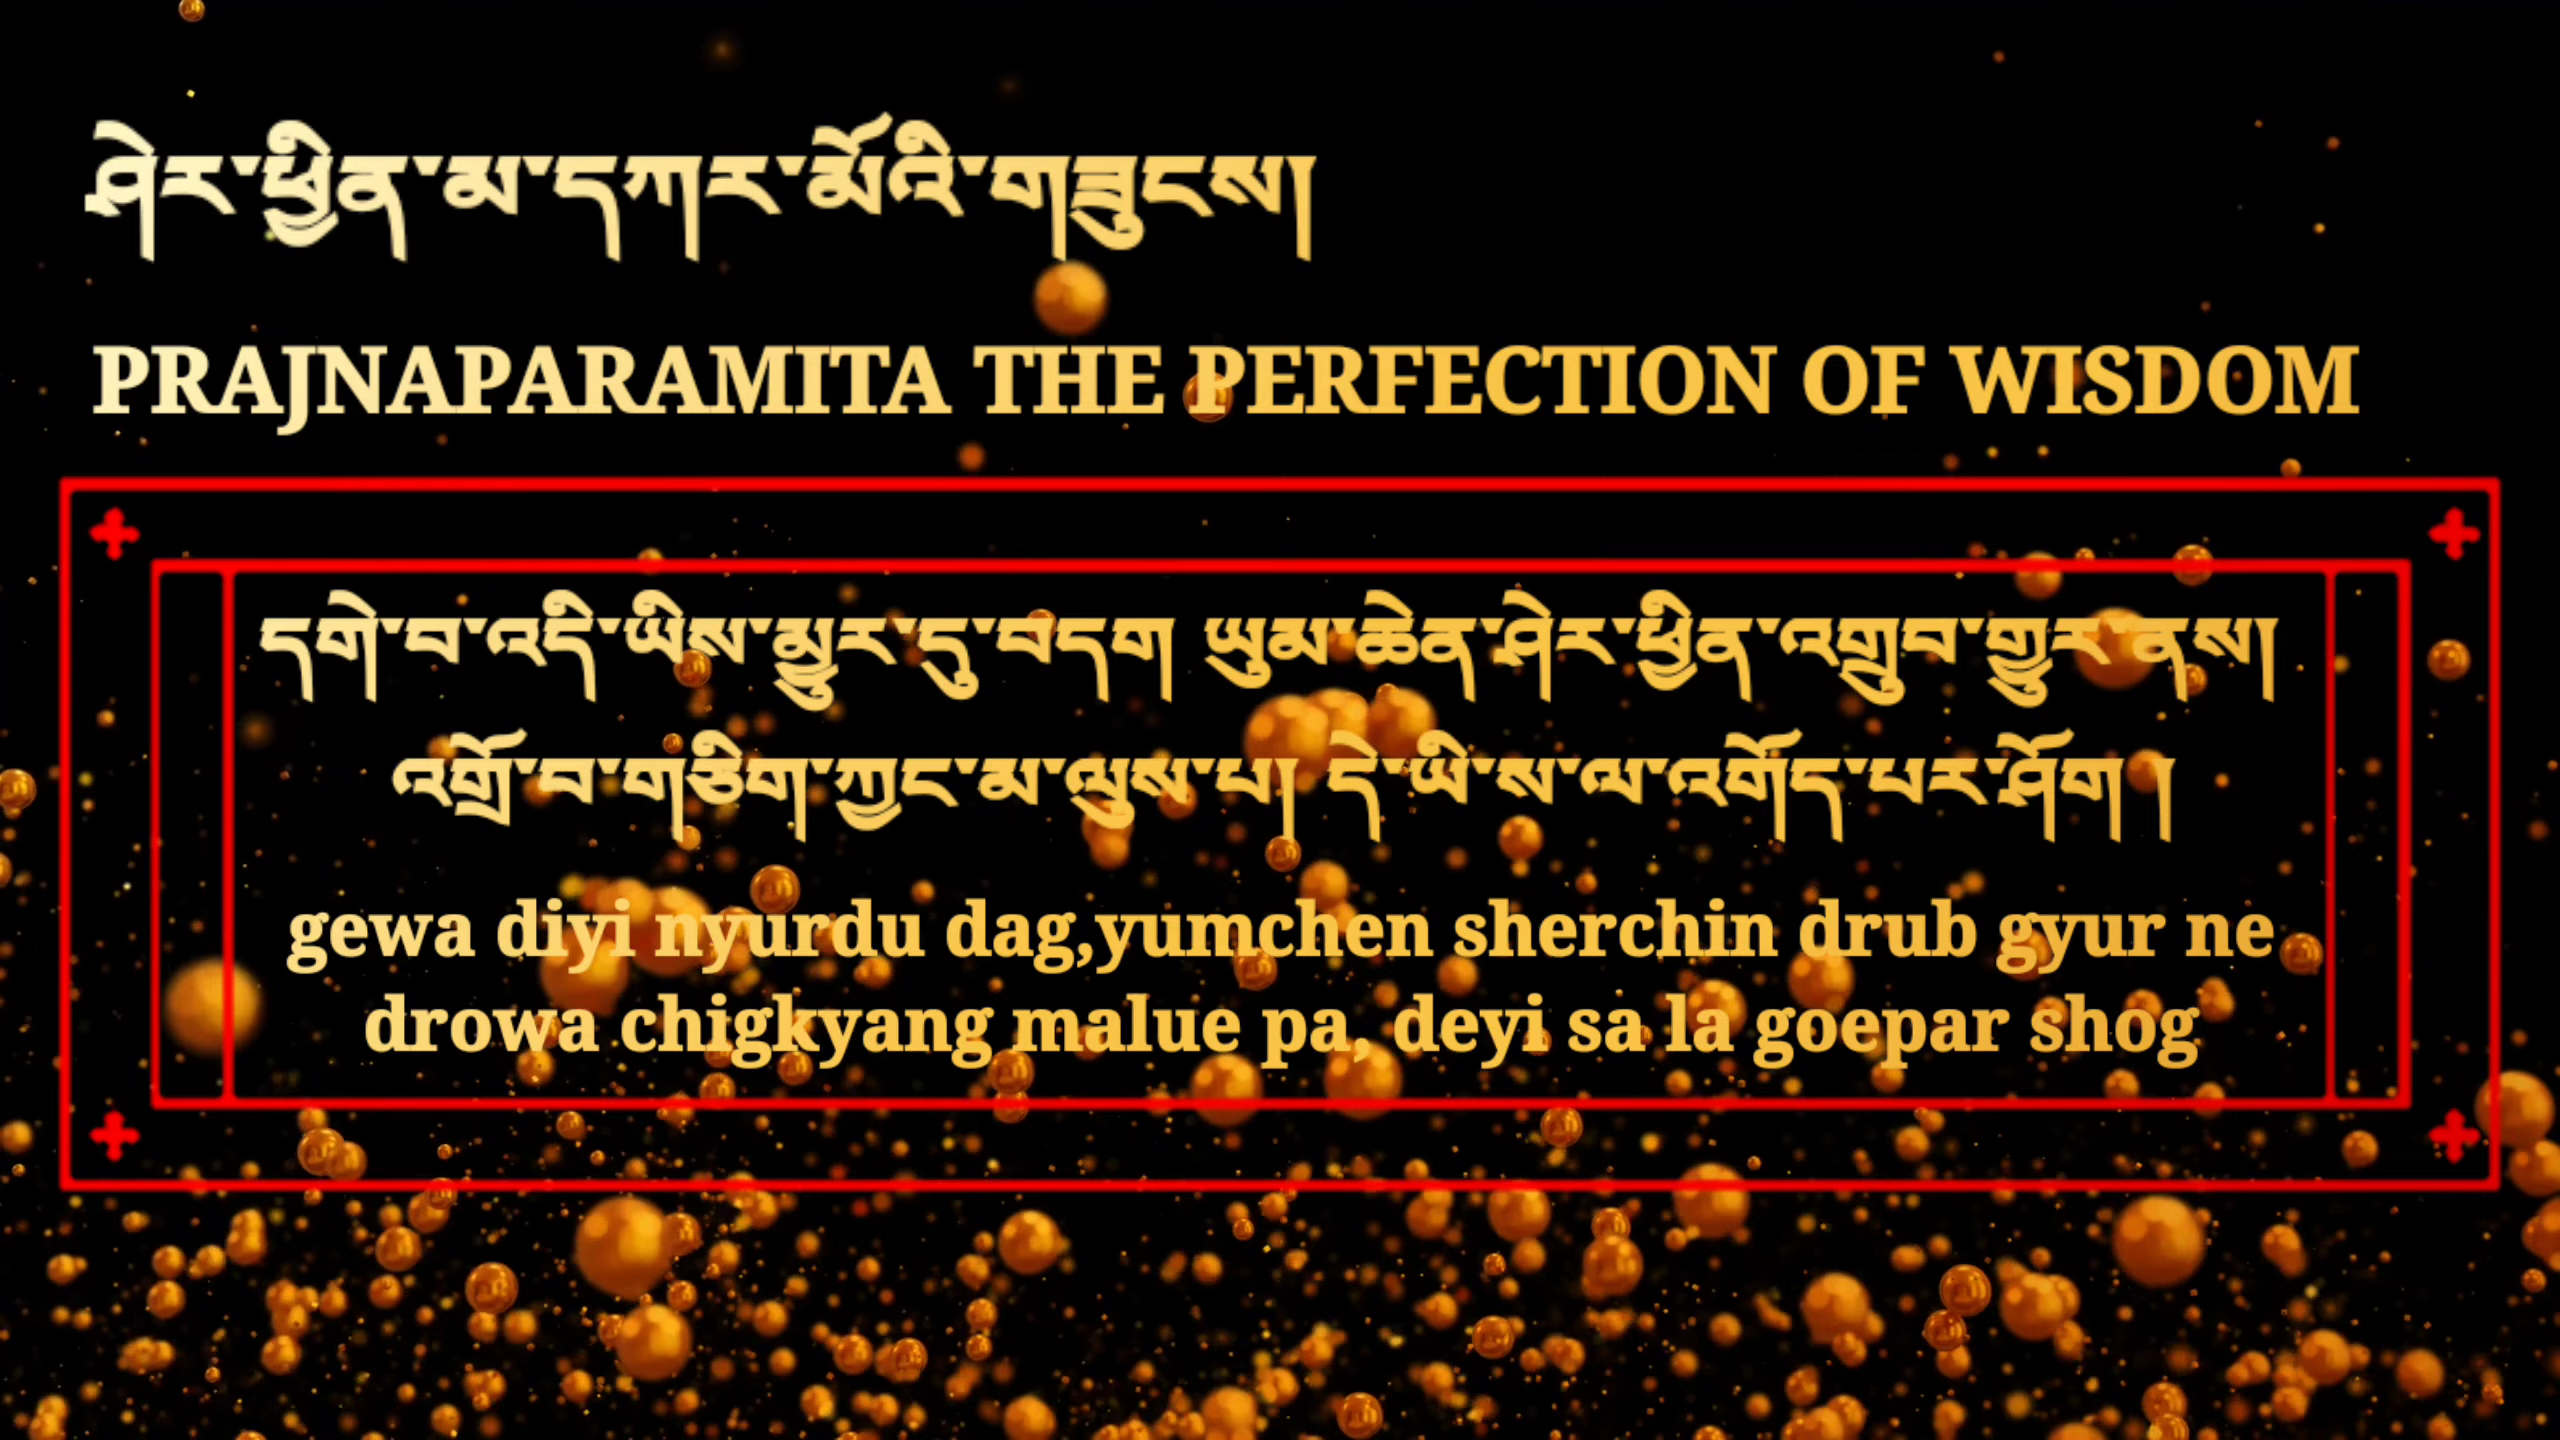 ཤེར་ཕྱིན་མ་དཀར་མོའི་གཟུངས།
PRAJNAPARAMITA THE PERFECTION OF WISDOM
དགེ་བ་འདི་ཡིས་མྱུར་དུ་བདག ཡུམ་ཆེན་ཤེར་ཕྱིན་འགྲུབ་གྱུར་ནས།
འགྲོ་བ་གཅིག་ཀྱང་མ་ལུས་པ། དེ་ཡི་ས་ལ་འགོད་པར་ཤོག །
gewa diyi nyurdu dag,yumchen sherchin drub gyur ne
drowa chigkyang malue pa, deyi sa la goepar shog